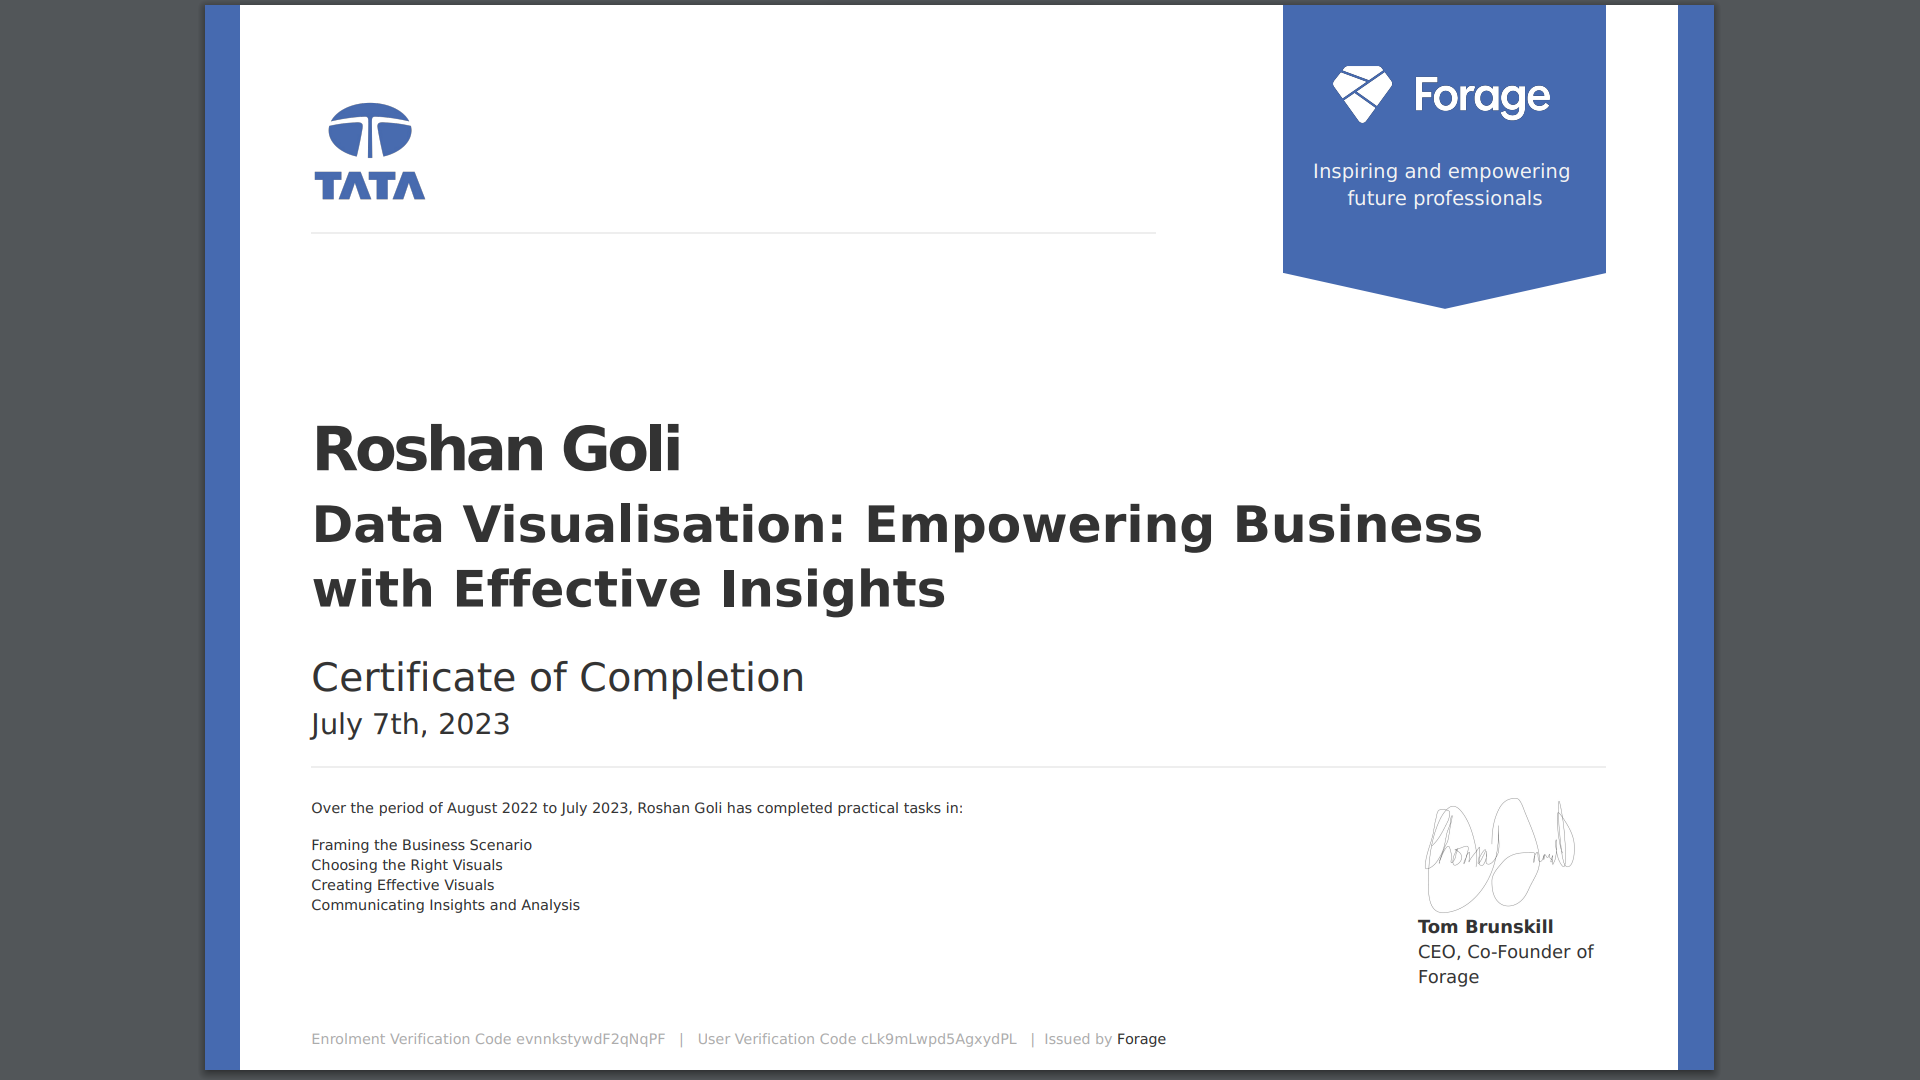 TATA
Forage
Inspiring and empowering
future professionals
Roshan Goli
Data Visualisation: Empowering Business
with Effective Insights
Certificate of Completion
July 7th, 2023
Over the period of August 2022 to July 2023, Roshan Goli has completed practical tasks in:
Framing the Business Scenario
Choosing the Right Visuals
Creating Effective Visuals
Communicating Insights and Analysis
Tom Brunskill
CEO, Co-Founder of
Forage
Enrolment Verification Code evnnkstywdF2qNqPF | User Verification Code cLk9mLwpd5AgxydPL | Issued by Forage